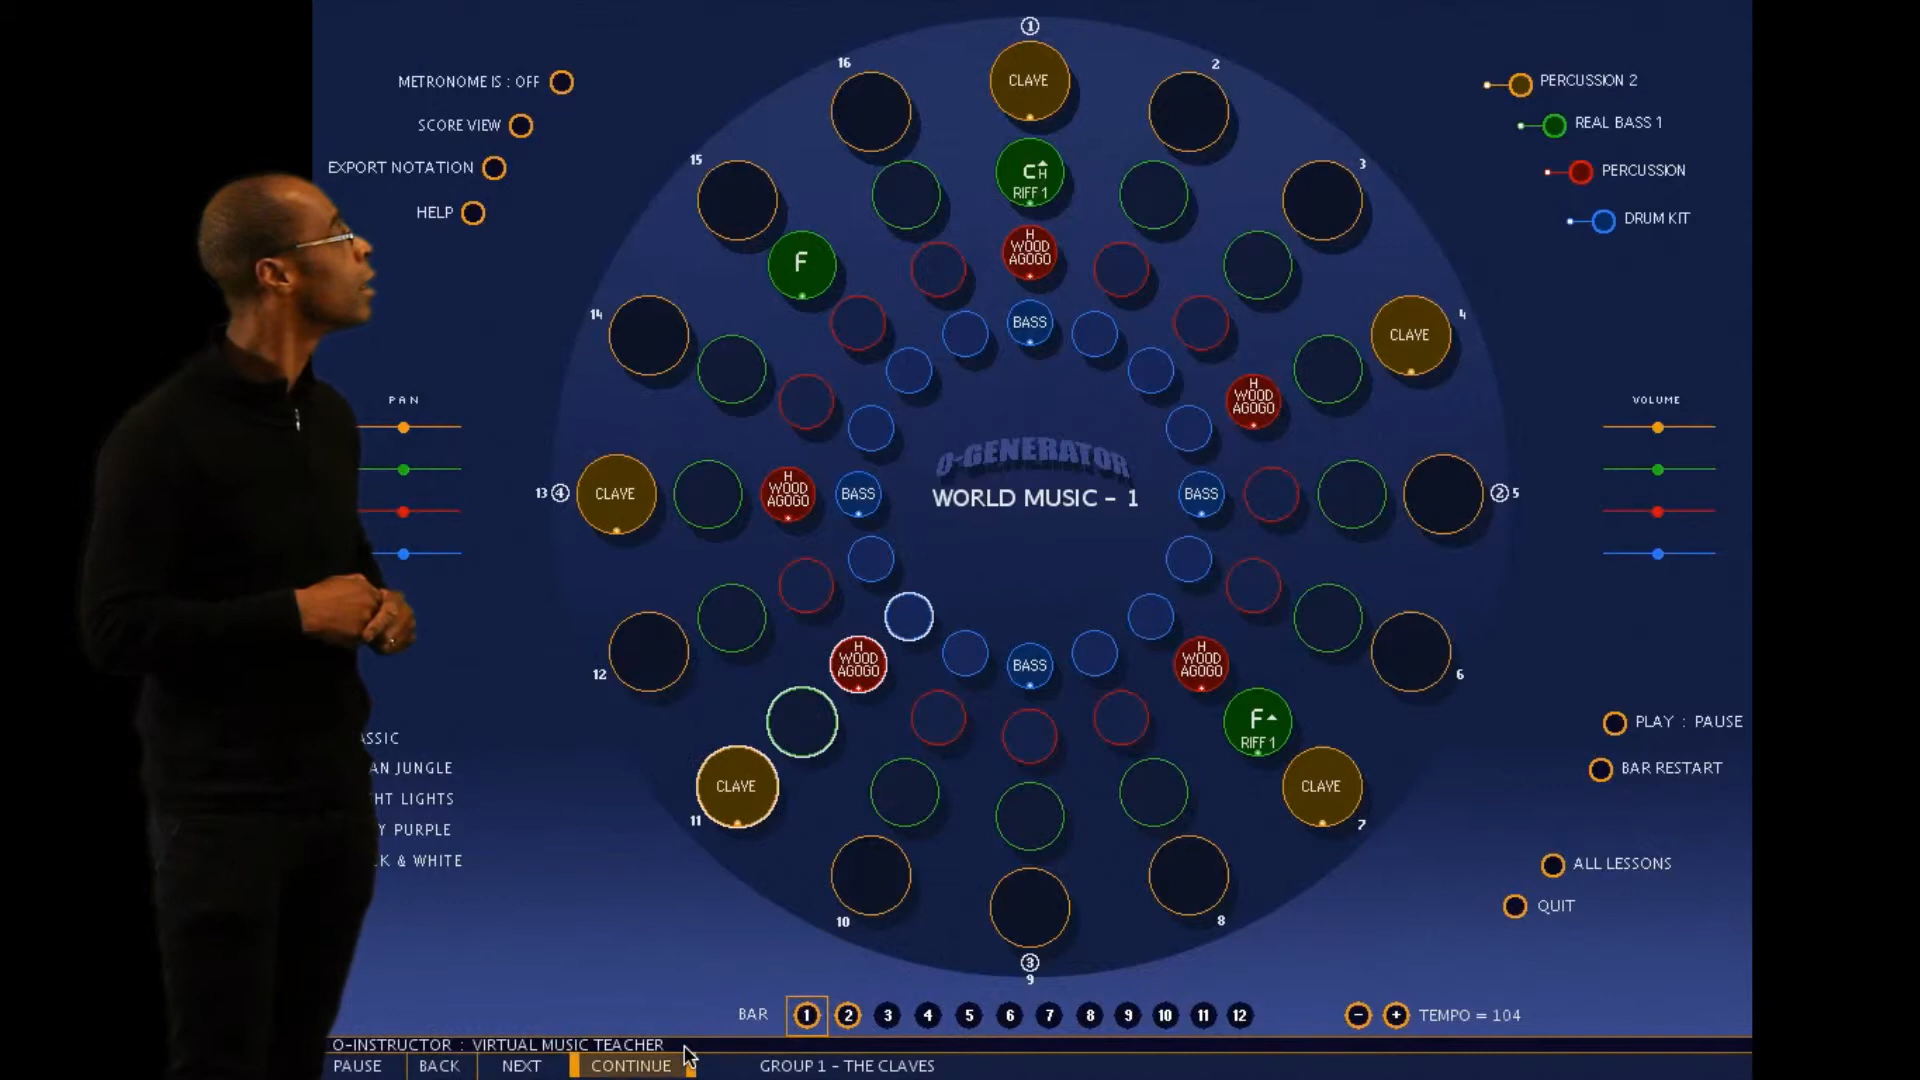 METRONOME IS : OFF
SCORE VIEW
EXPORT NOTATION
HELP
PERCUSSION 2
REAL BASS 1
PERCUSSION
DRUM KIT
1
16
2
CLAVE
15
3
C H
RIFF 1
H
WOOD
AGOGO
F
14
4
BASS
CLAVE
H
WOOD
AGOGO
PAN
VOLUME
O-GENERATOR
WORLD MUSIC - 1
13 4
CLAVE
H
WOOD
AGOGO
BASS
BASS
2 5
12
6
H
WOOD
AGOGO
BASS
H
WOOD
AGOGO
F
RIFF 1
CLAVE
11
CLAVE
7
10
8
3
9
ASSIC
AN JUNGLE
HT LIGHTS
Y PURPLE
K & WHITE
PLAY : PAUSE
BAR RESTART
ALL LESSONS
QUIT
BAR 1 2 3 4 5 6 7 8 9 10 11 12
- + TEMPO = 104
O-INSTRUCTOR : VIRTUAL MUSIC TEACHER
PAUSE BACK NEXT CONTINUE GROUP 1 - THE CLAVES